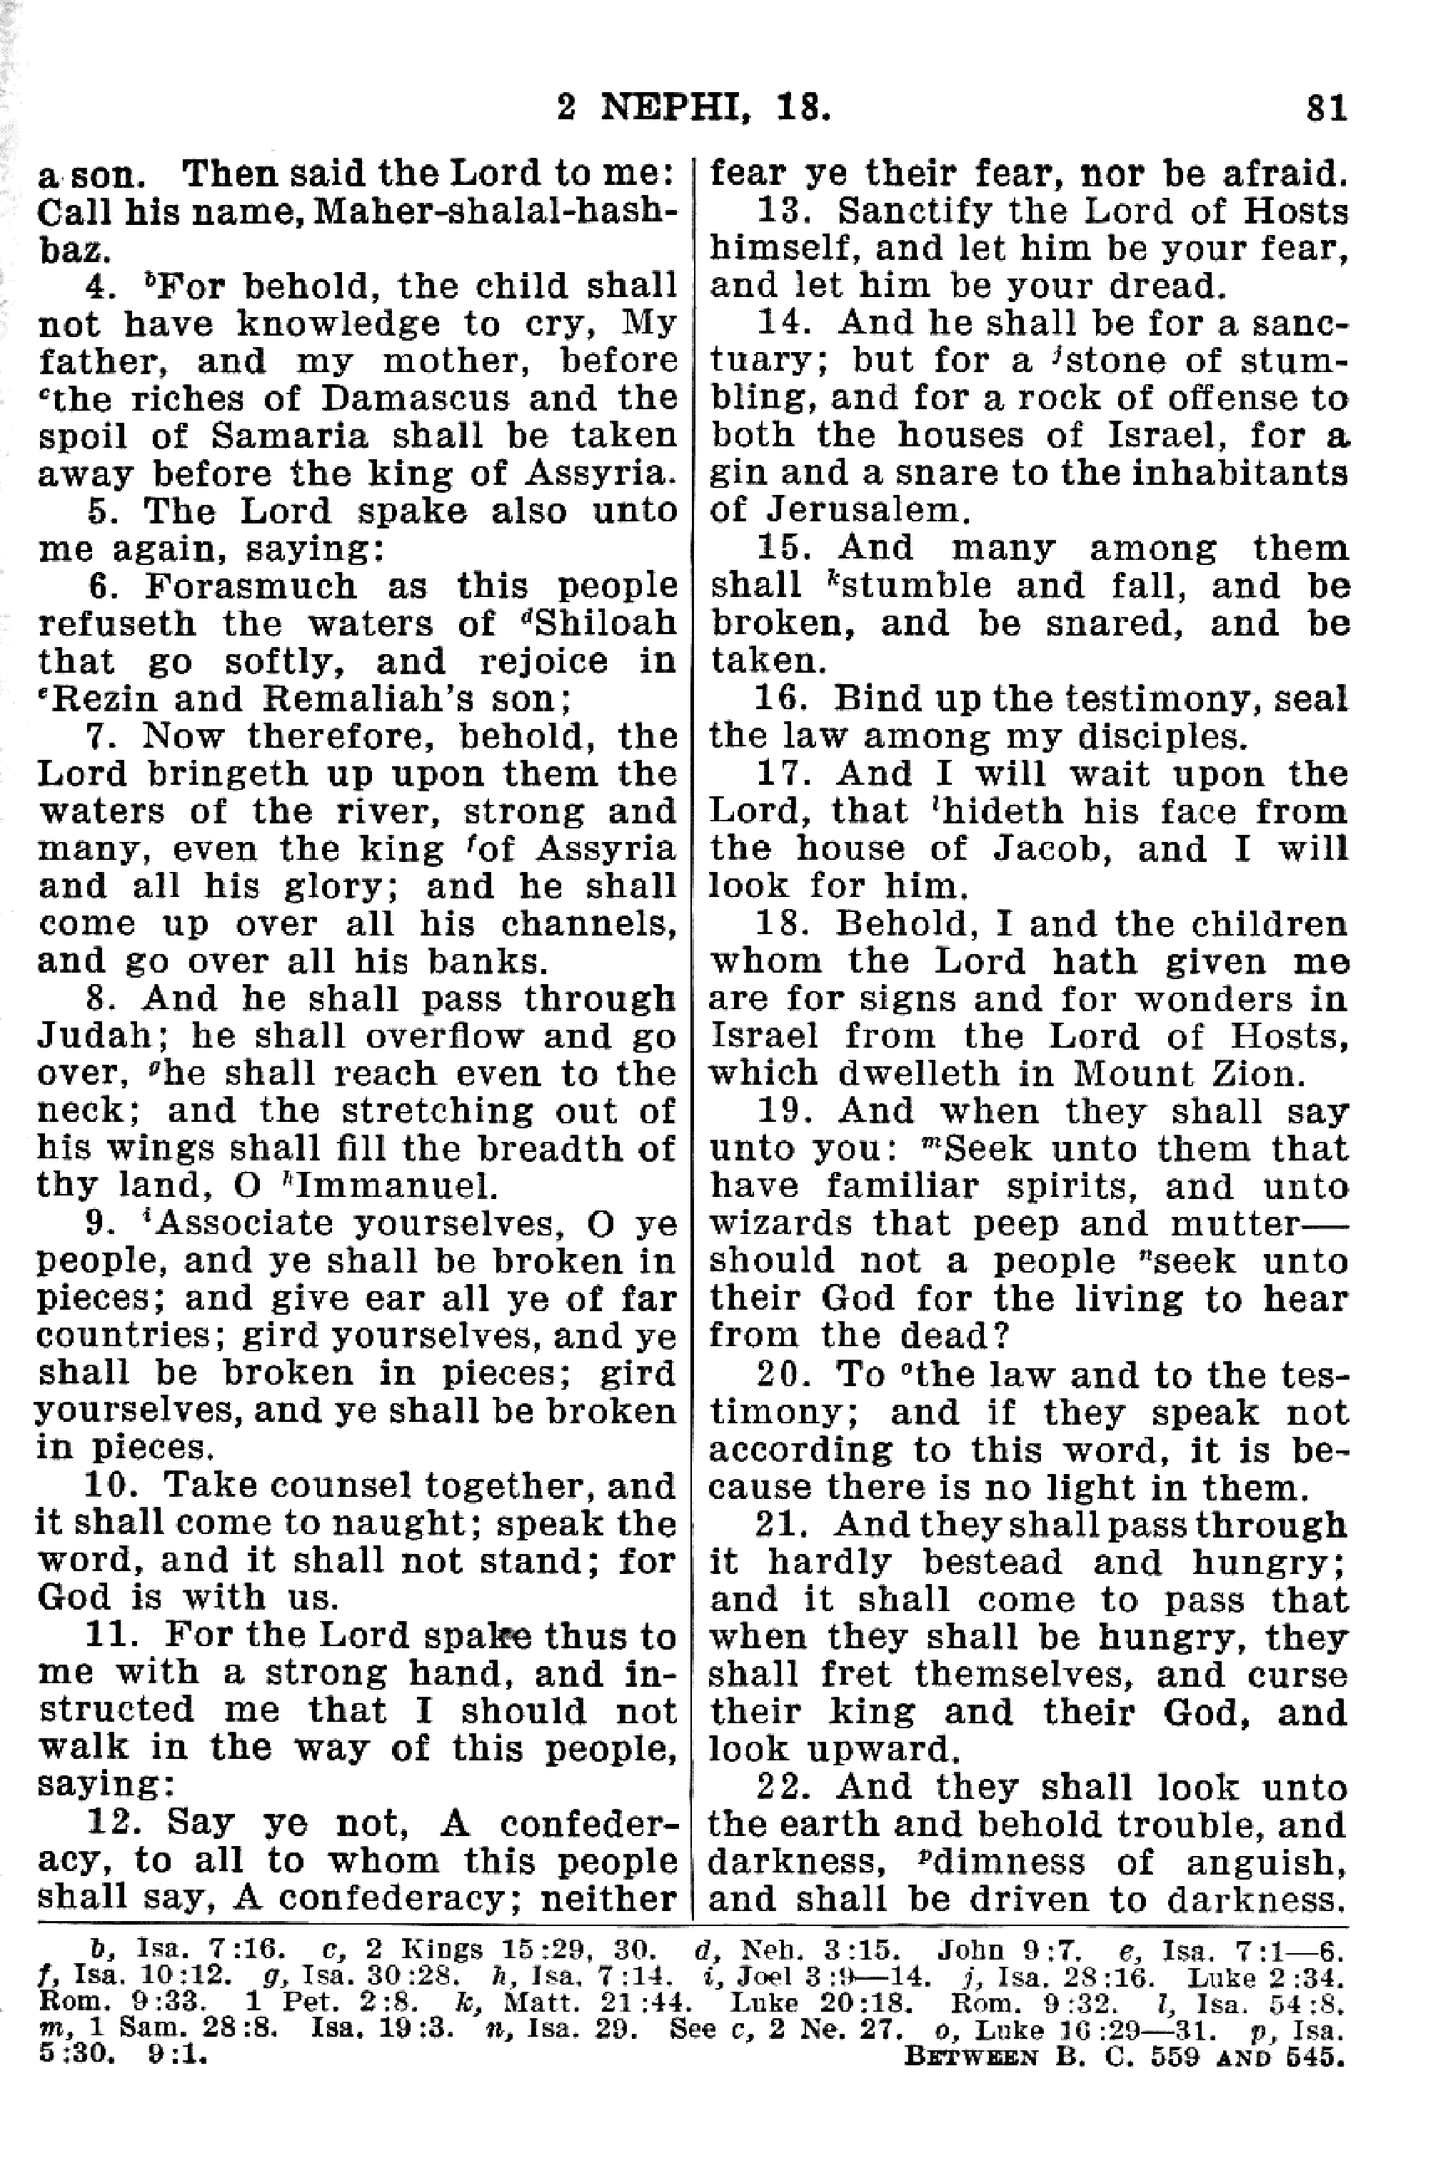 2 NEPHI, 18.
81
a son. Then said the Lord to me:
Call his name, Maher-shalal-hash-
baz.
4. ᵇFor behold, the child shall
not have knowledge to cry, My
father, and my mother, before
ᶜthe riches of Damascus and the
spoil of Samaria shall be taken
away before the king of Assyria.
5. The Lord spake also unto
me again, saying:
6. Forasmuch as this people
refuseth the waters of ᵈShiloah
that go softly, and rejoice in
ᵉRezin and Remaliah's son;
7. Now therefore, behold, the
Lord bringeth up upon them the
waters of the river, strong and
many, even the king ᶠof Assyria
and all his glory; and he shall
come up over all his channels,
and go over all his banks.
8. And he shall pass through
Judah; he shall overflow and go
over, ᵍhe shall reach even to the
neck; and the stretching out of
his wings shall fill the breadth of
thy land, O ʰImmanuel.
9. ⁱAssociate yourselves, O ye
people, and ye shall be broken in
pieces; and give ear all ye of far
countries; gird yourselves, and ye
shall be broken in pieces; gird
yourselves, and ye shall be broken
in pieces.
10. Take counsel together, and
it shall come to naught; speak the
word, and it shall not stand; for
God is with us.
11. For the Lord spake thus to
me with a strong hand, and in-
structed me that I should not
walk in the way of this people,
saying:
12. Say ye not, A confeder-
acy, to all to whom this people
shall say, A confederacy; neither
fear ye their fear, nor be afraid.
13. Sanctify the Lord of Hosts
himself, and let him be your fear,
and let him be your dread.
14. And he shall be for a sanc-
tuary; but for a ʲstone of stum-
bling, and for a rock of offense to
both the houses of Israel, for a
gin and a snare to the inhabitants
of Jerusalem.
15. And many among them
shall ᵏstumble and fall, and be
broken, and be snared, and be
taken.
16. Bind up the testimony, seal
the law among my disciples.
17. And I will wait upon the
Lord, that ˡhideth his face from
the house of Jacob, and I will
look for him.
18. Behold, I and the children
whom the Lord hath given me
are for signs and for wonders in
Israel from the Lord of Hosts,
which dwelleth in Mount Zion.
19. And when they shall say
unto you: ᵐSeek unto them that
have familiar spirits, and unto
wizards that peep and mutter—
should not a people ⁿseek unto
their God for the living to hear
from the dead?
20. To ᵒthe law and to the tes-
timony; and if they speak not
according to this word, it is be-
cause there is no light in them.
21. And they shall pass through
it hardly bestead and hungry;
and it shall come to pass that
when they shall be hungry, they
shall fret themselves, and curse
their king and their God, and
look upward.
22. And they shall look unto
the earth and behold trouble, and
darkness, ᵖdimness of anguish,
and shall be driven to darkness.
b, Isa. 7:16. c, 2 Kings 15:29, 30. d, Neh. 3:15. John 9:7. e, Isa. 7:1—6.
f, Isa. 10:12. g, Isa. 30:28. h, Isa. 7:14. i, Joel 3:9—14. j, Isa. 28:16. Luke 2:34.
Rom. 9:33. 1 Pet. 2:8. k, Matt. 21:44. Luke 20:18. Rom. 9:32. l, Isa. 54:8.
m, 1 Sam. 28:8. Isa. 19:3. n, Isa. 29. See c, 2 Ne. 27. o, Luke 16:29—31. p, Isa.
5:30. 9:1. BETWEEN B. C. 559 AND 545.